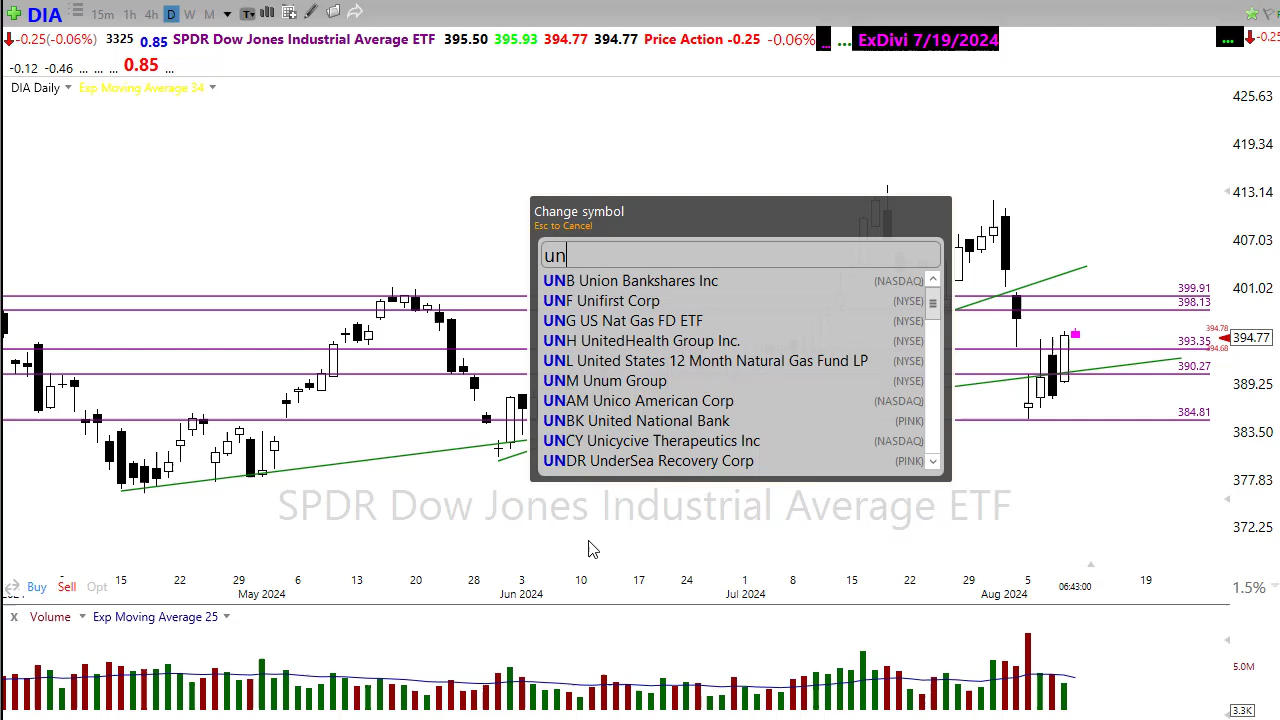 DIA 15m 1h 4h D W M T
-0.25(-0.06%) 3325 0.85 SPDR Dow Jones Industrial Average ETF 395.50 395.93 394.77 394.77 Price Action -0.25 -0.06% ... ... ExDivi 7/19/2024 ... -0.25
-0.12 -0.46 ... ... ... 0.85 ...
DIA Daily Exp Moving Average 34
425.63
419.34
413.14
407.03
401.02
394.77
389.25
383.50
377.83
372.25
399.91
398.13
394.78
393.35
394.68
390.27
384.81
Change symbol
Esc to Cancel
un
UNB Union Bankshares Inc (NASDAQ)
UNF Unifirst Corp (NYSE)
UNG US Nat Gas FD ETF (NYSE)
UNH UnitedHealth Group Inc. (NYSE)
UNL United States 12 Month Natural Gas Fund LP (NYSE)
UNM Unum Group (NYSE)
UNAM Unico American Corp (NASDAQ)
UNBK United National Bank (PINK)
UNCY Unicycive Therapeutics Inc (NASDAQ)
UNDR UnderSea Recovery Corp (PINK)
SPDR Dow Jones Industrial Average ETF
Buy Sell Opt
15 22 29 6 13 20 28 3 10 17 24 1 8 15 22 29 5 06:43:00 19
May 2024 Jun 2024 Jul 2024 Aug 2024
1.5%
X Volume Exp Moving Average 25
5.0M
3.3K